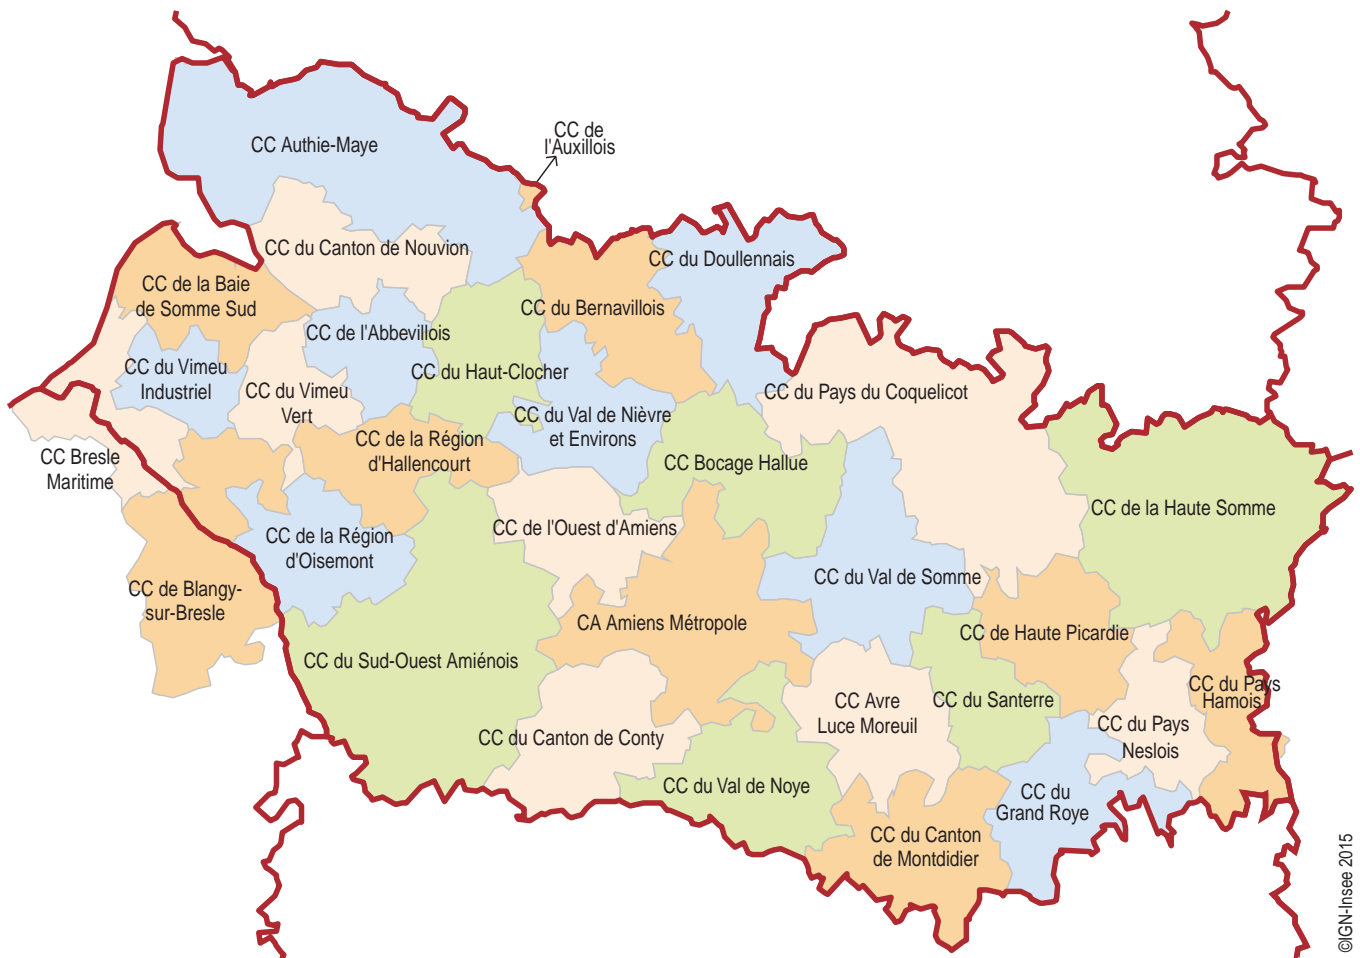 CC Authie-Maye
CC de
l'Auxillois
CC du Canton de Nouvion
CC du Doullennais
CC de la Baie
de Somme Sud
CC du Bernavillois
CC de l'Abbevillois
CC du Vimeu
Industriel
CC du Haut-Clocher
CC du Vimeu
Vert
CC du Pays du Coquelicot
CC du Val de Nièvre
et Environs
CC de la Région
d'Hallencourt
CC Bresle
Maritime
CC Bocage Hallue
CC de la Haute Somme
CC de l'Ouest d'Amiens
CC de la Région
d'Oisemont
CC du Val de Somme
CC de Blangy-
sur-Bresle
CA Amiens Métropole
CC de Haute Picardie
CC du Sud-Ouest Amiénois
CC du Pays
Hamois
CC Avre
Luce Moreuil
CC du Santerre
CC du Pays
Neslois
CC du Canton de Conty
CC du Val de Noye
CC du
Grand Roye
CC du Canton
de Montdidier
©IGN-Insee 2015